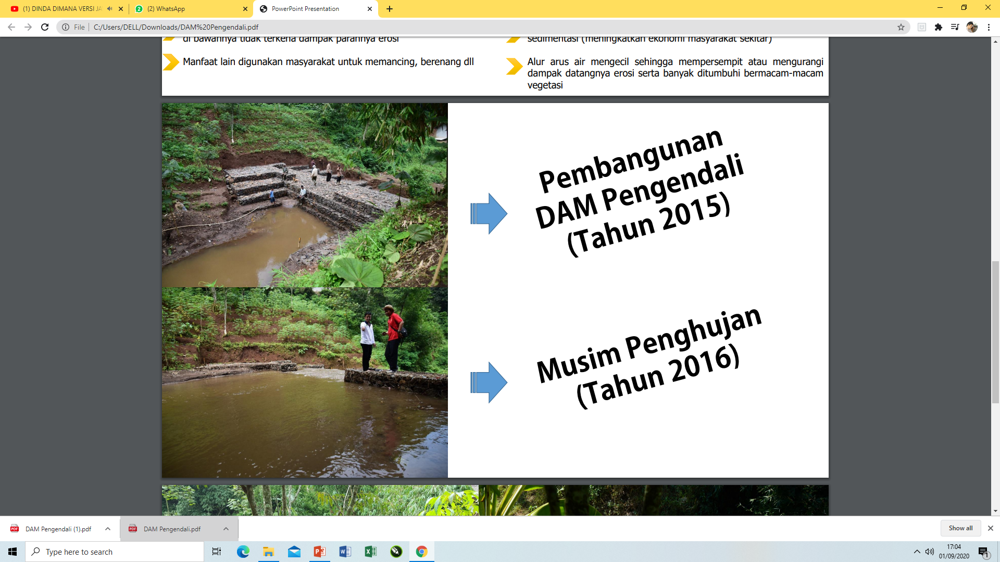 (1) DINDA DIMANA VERSI JA
(2) WhatsApp
PowerPoint Presentation
File
C:/Users/DELL/Downloads/DAM%20Pengendali.pdf
di bawahnya tidak terkena dampak parahnya erosi
Manfaat lain digunakan masyarakat untuk memancing, berenang dll
sedimentasi (meningkatkan ekonomi masyarakat sekitar)
Alur arus air mengecil sehingga mempersempit atau mengurangi
dampak datangnya erosi serta banyak ditumbuhi bermacam-macam
vegetasi
Pembangunan
DAM Pengendali
(Tahun 2015)
Musim Penghujan
(Tahun 2016)
DAM Pengendali (1).pdf
DAM Pengendali.pdf
Show all
Type here to search
17:04
01/09/2020
1